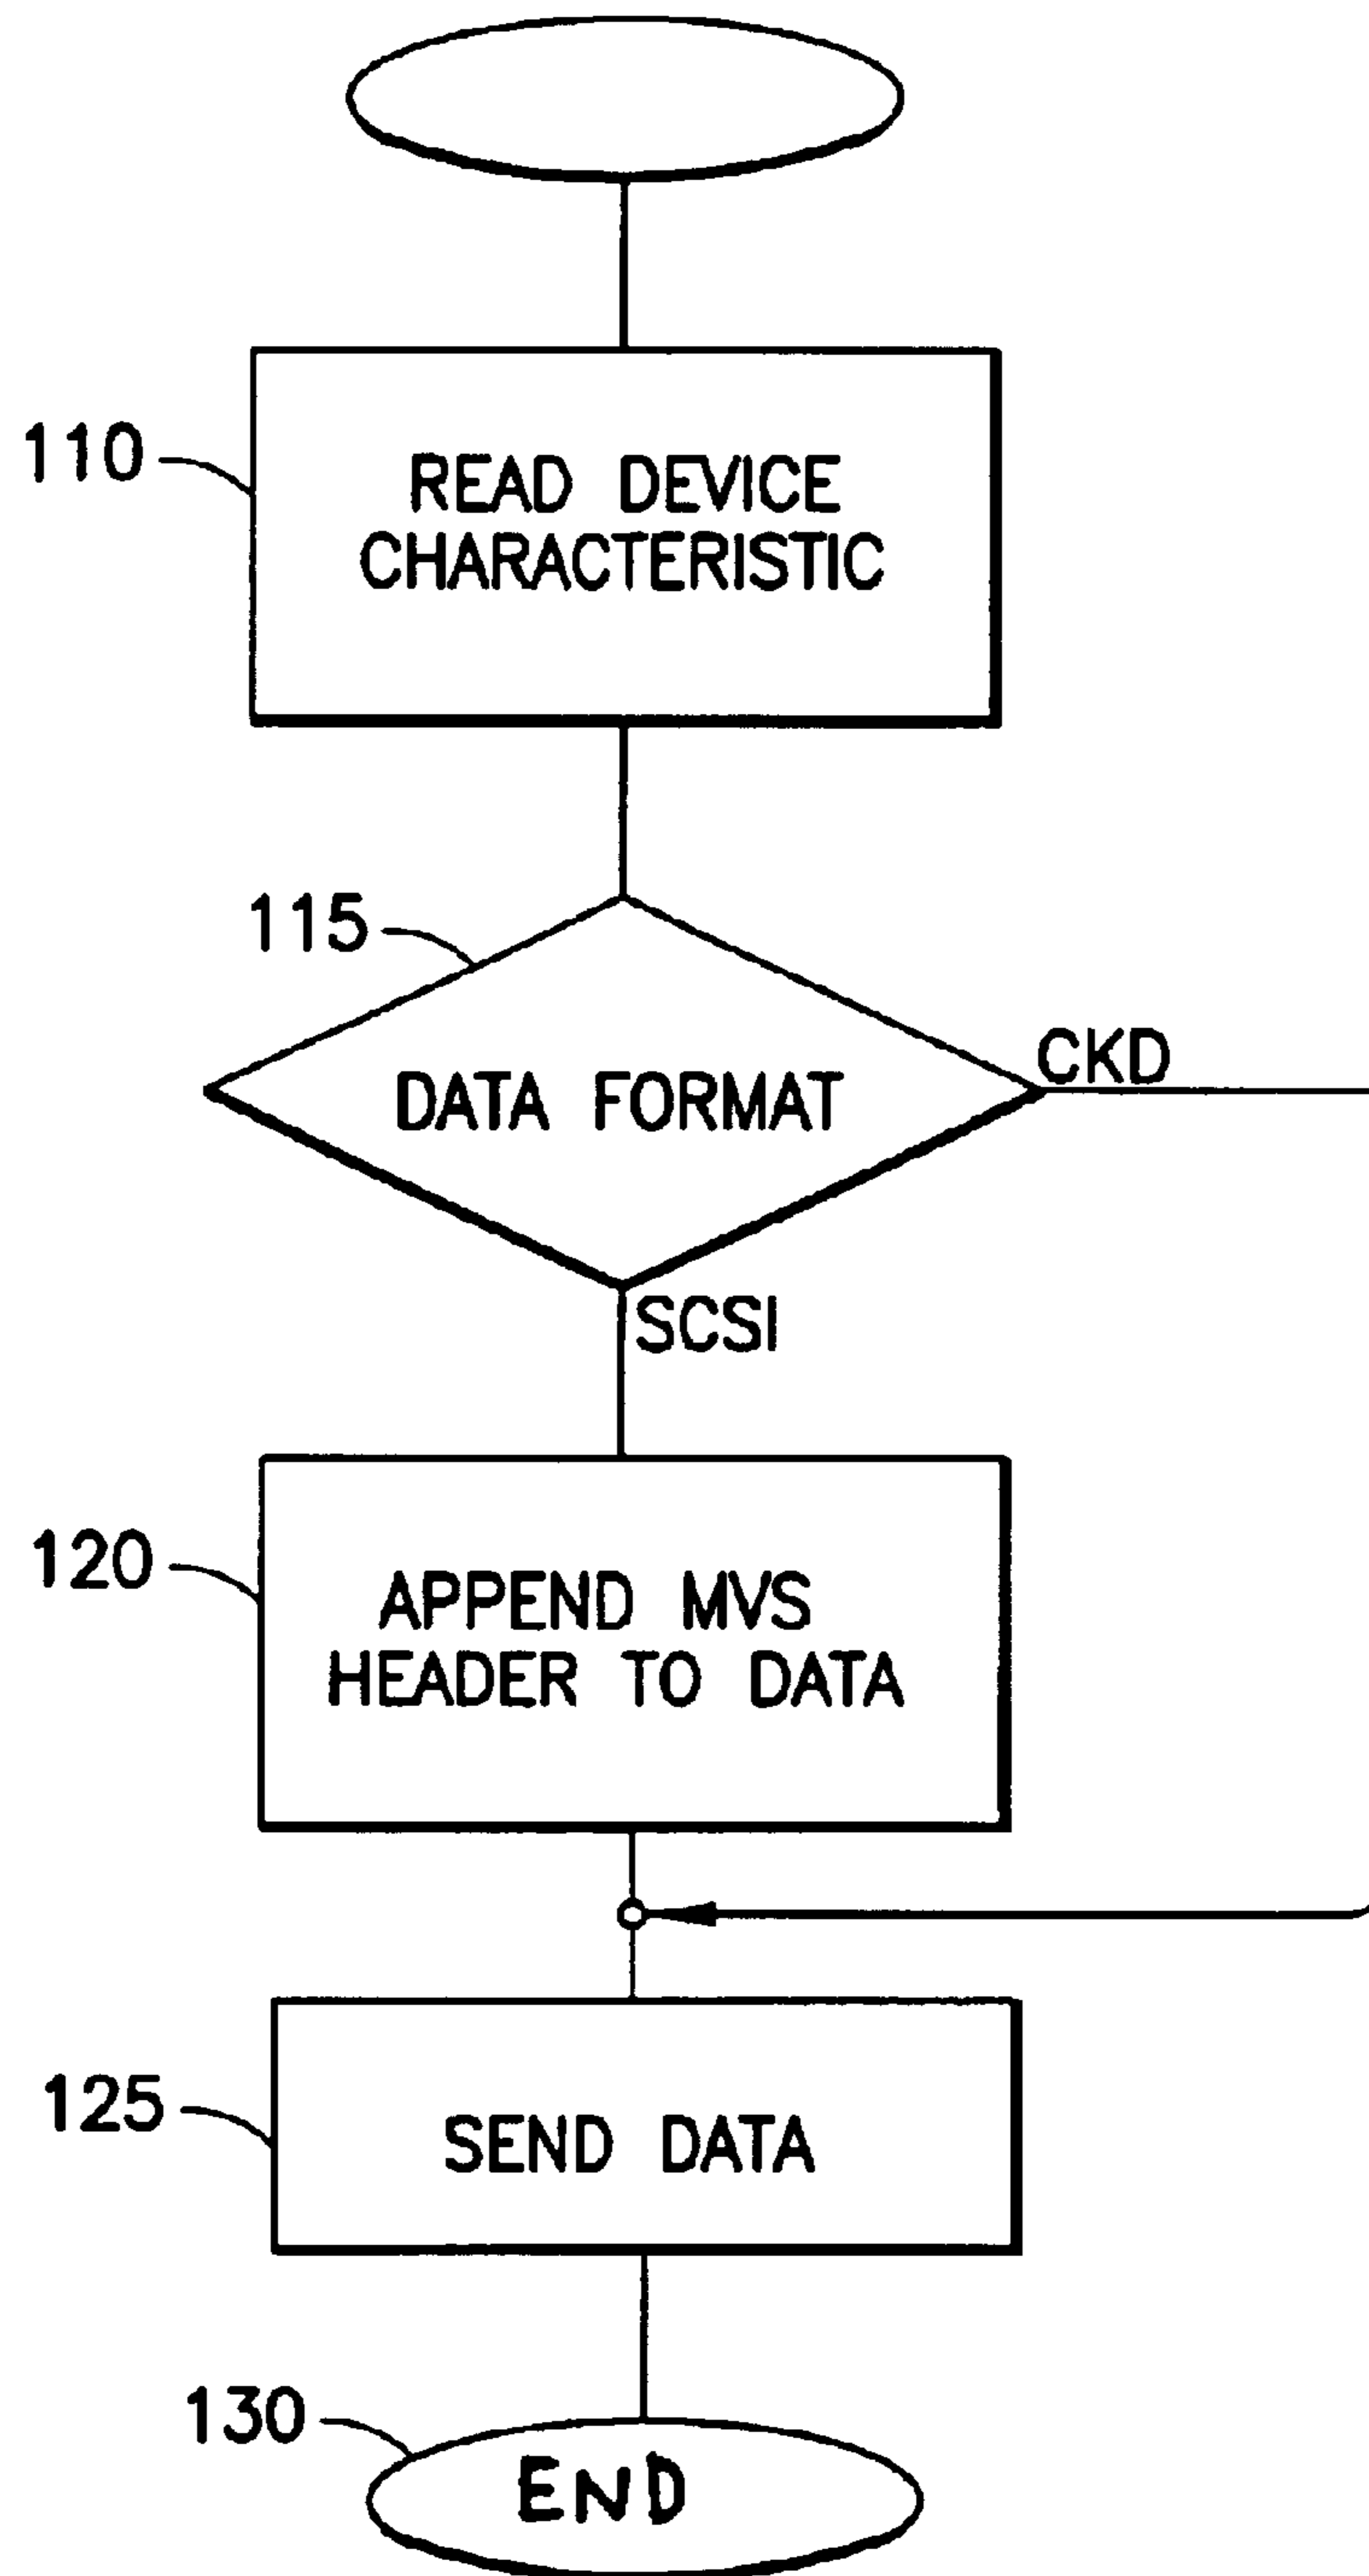 110
READ DEVICE
CHARACTERISTIC
115
DATA FORMAT
CKD
SCSI
120
APPEND MVS
HEADER TO DATA
125
SEND DATA
130
END